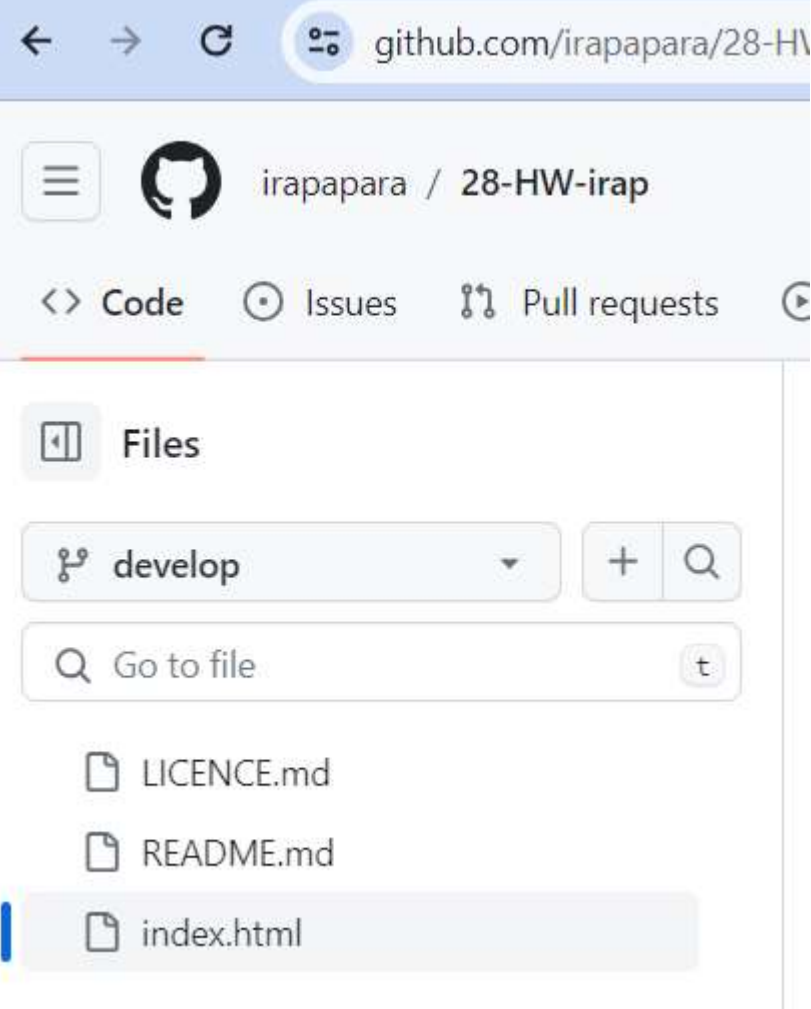 github.com/irapapara/28-HW
irapapara / 28-HW-irap
<> Code Issues Pull requests
Files
develop
Go to file t
LICENCE.md
README.md
index.html